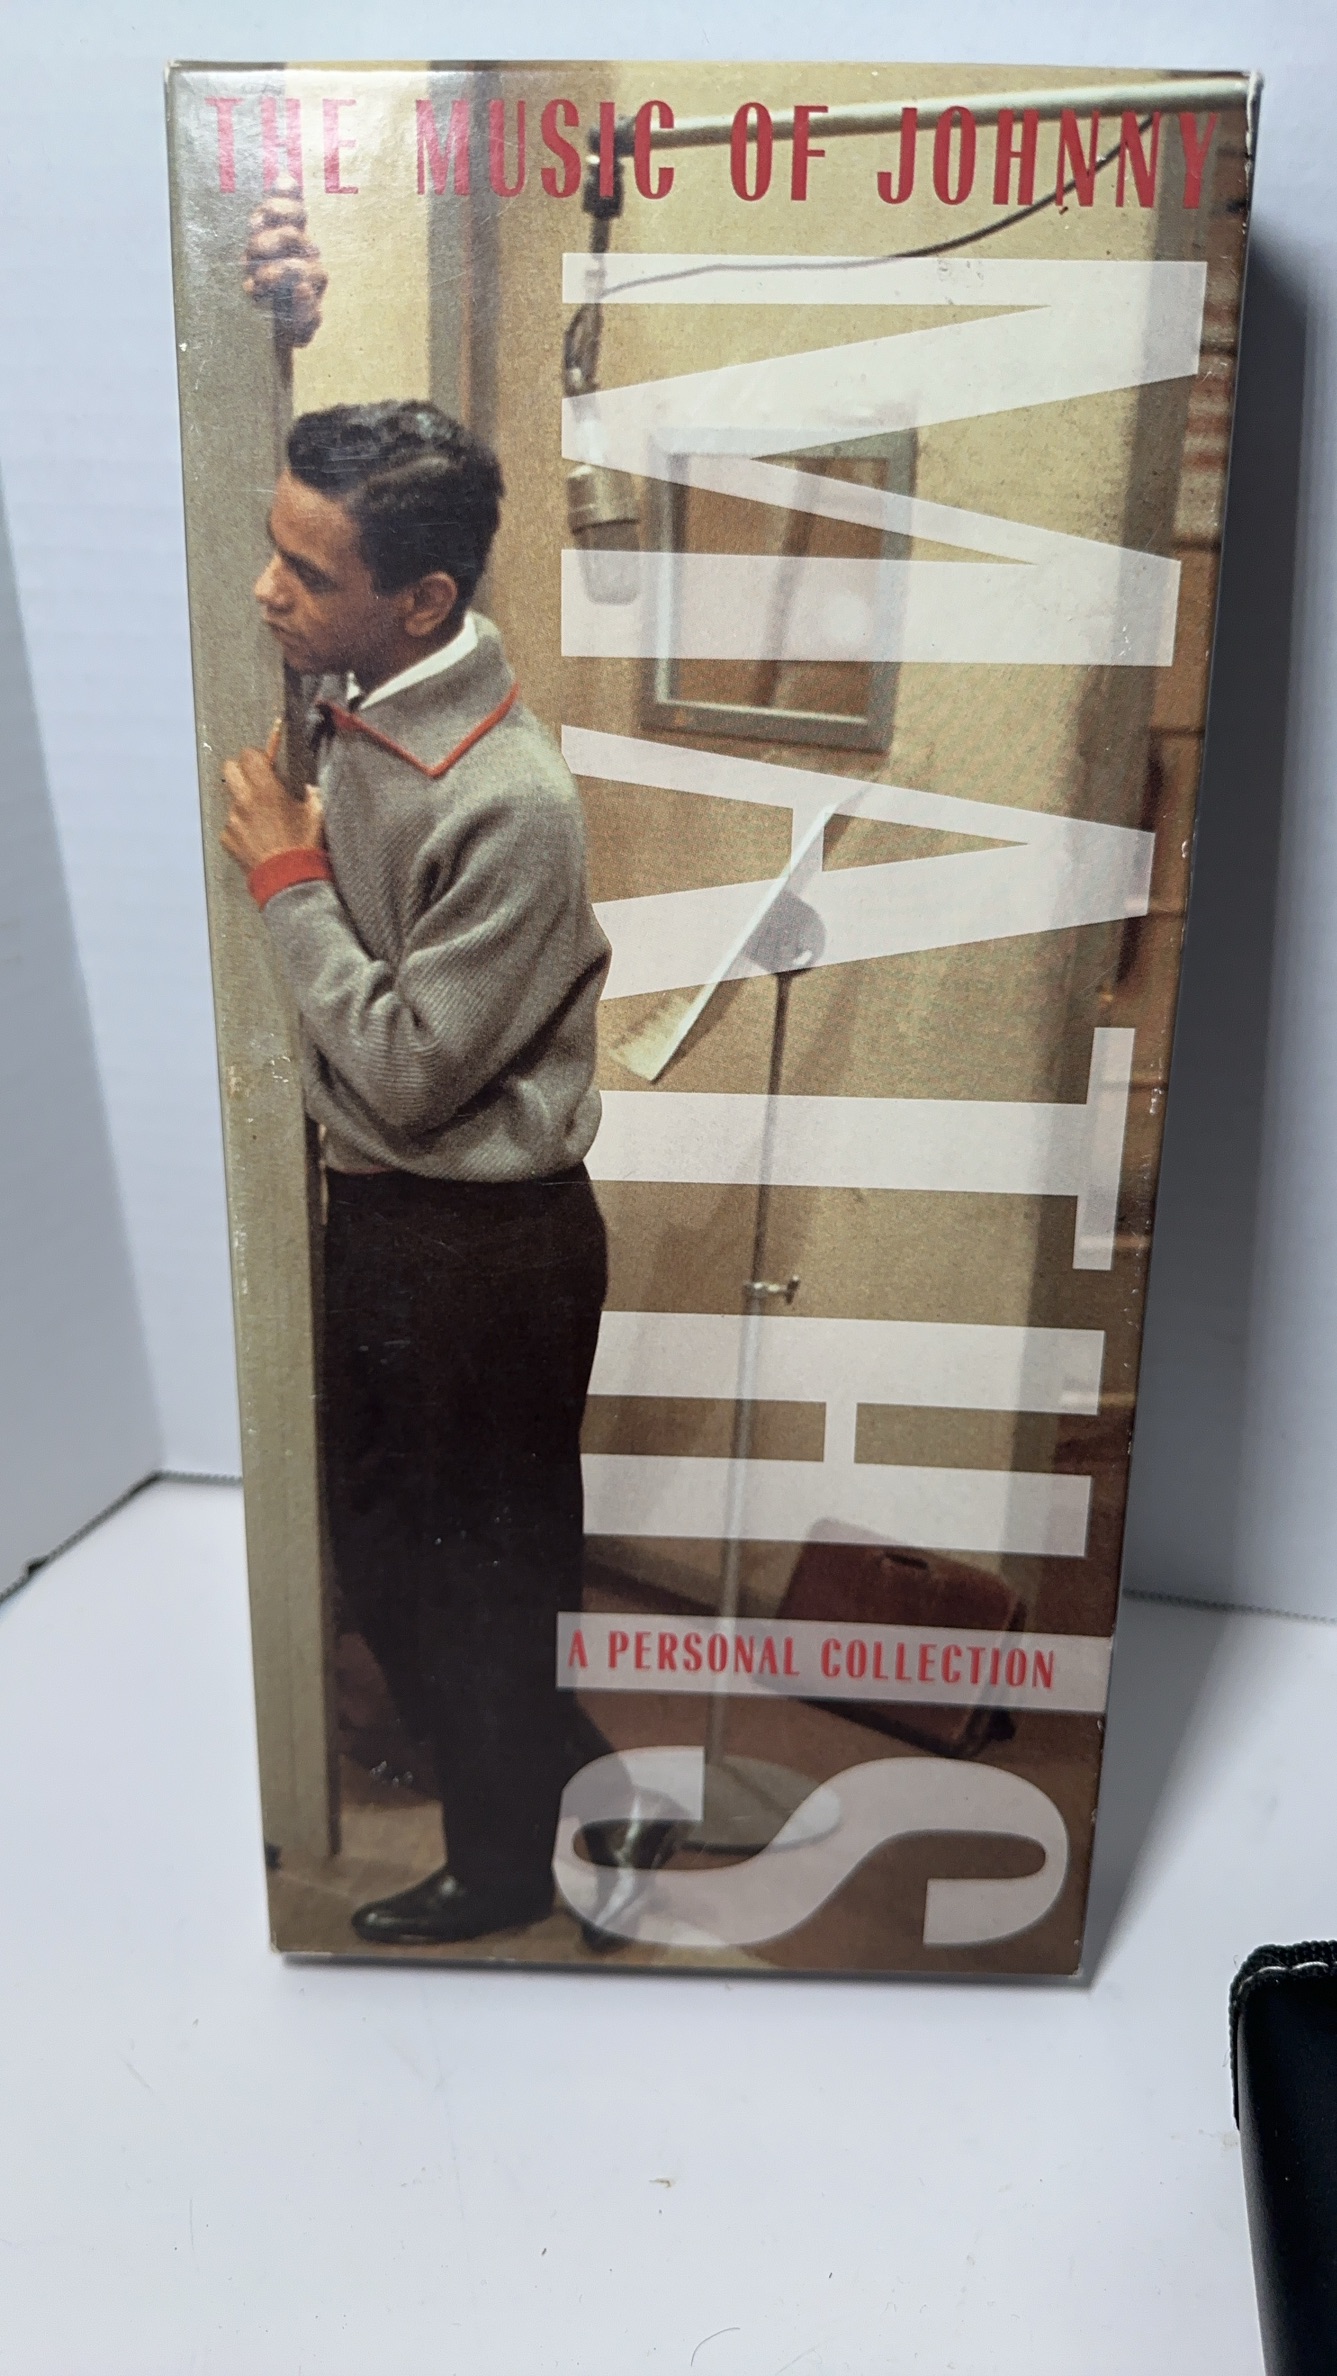 THE MUSIC OF JOHNNY
MATHIS
A PERSONAL COLLECTION